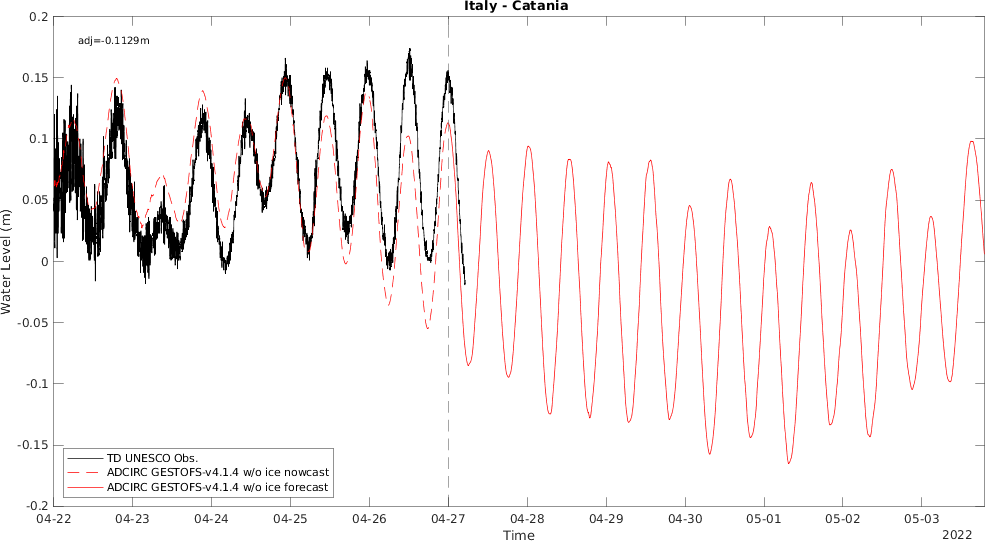 Italy - Catania
adj=-0.1129m
0.2
0.15
0.1
0.05
0
-0.05
-0.1
-0.15
-0.2
Water Level (m)
TD UNESCO Obs.
ADCIRC GESTOFS-v4.1.4 w/o ice nowcast
ADCIRC GESTOFS-v4.1.4 w/o ice forecast
04-22 04-23 04-24 04-25 04-26 04-27 04-28 04-29 04-30 05-01 05-02 05-03
2022
Time